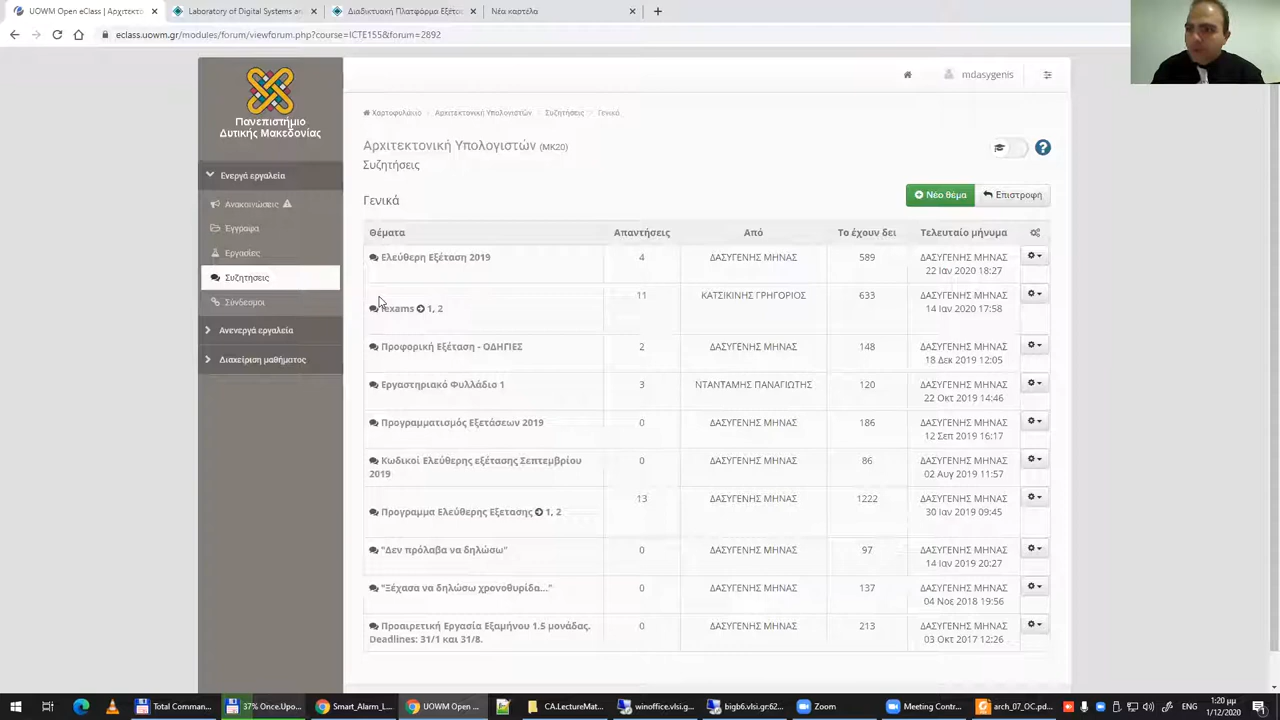 UOWM Open eClass | Αρχιτεκτο
Laboratory of Digital Systems an
Διαδικτυακή Πλατφόρμα Εξέτασ
Νέα καρτέλα
eclass.uowm.gr/modules/forum/viewforum.php?course=ICTE155&forum=2892
Πανεπιστήμιο
Δυτικής Μακεδονίας
mdasygenis
Χαρτοφυλάκιο / Αρχιτεκτονική Υπολογιστών / Συζητήσεις / Γενικά
Αρχιτεκτονική Υπολογιστών (MK20)
Συζητήσεις
Ενεργά εργαλεία
Ανακοινώσεις
Έγγραφα
Εργασίες
Συζητήσεις
Σύνδεσμοι
Ανενεργά εργαλεία
Διαχείριση μαθήματος
Γενικά
Νέο θέμα
Επιστροφή
Θέματα Απαντήσεις Από Το έχουν δει Τελευταίο μήνυμα
Ελεύθερη Εξέταση 2019 4 ΔΑΣΥΓΕΝΗΣ ΜΗΝΑΣ 589 ΔΑΣΥΓΕΝΗΣ ΜΗΝΑΣ
22 Ιαν 2020 18:27
11 ΚΑΤΣΙΚΙΝΗΣ ΓΡΗΓΟΡΙΟΣ 633 ΔΑΣΥΓΕΝΗΣ ΜΗΝΑΣ
exams 1, 2 14 Ιαν 2020 17:58
Προφορική Εξέταση - ΟΔΗΓΙΕΣ 2 ΔΑΣΥΓΕΝΗΣ ΜΗΝΑΣ 148 ΔΑΣΥΓΕΝΗΣ ΜΗΝΑΣ
18 Δεκ 2019 12:05
Εργαστηριακό Φυλλάδιο 1 3 ΝΤΑΝΤΑΜΗΣ ΠΑΝΑΓΙΩΤΗΣ 120 ΔΑΣΥΓΕΝΗΣ ΜΗΝΑΣ
22 Οκτ 2019 14:46
Προγραμματισμός Εξετάσεων 2019 0 ΔΑΣΥΓΕΝΗΣ ΜΗΝΑΣ 186 ΔΑΣΥΓΕΝΗΣ ΜΗΝΑΣ
12 Σεπ 2019 16:17
Κωδικοί Ελεύθερης εξέτασης Σεπτεμβρίου 0 ΔΑΣΥΓΕΝΗΣ ΜΗΝΑΣ 86 ΔΑΣΥΓΕΝΗΣ ΜΗΝΑΣ
2019 02 Αυγ 2019 11:57
13 ΔΑΣΥΓΕΝΗΣ ΜΗΝΑΣ 1222 ΔΑΣΥΓΕΝΗΣ ΜΗΝΑΣ
Προγραμμα Ελεύθερης Εξετασης 1, 2 30 Ιαν 2019 09:45
"Δεν πρόλαβα να δηλώσω" 0 ΔΑΣΥΓΕΝΗΣ ΜΗΝΑΣ 97 ΔΑΣΥΓΕΝΗΣ ΜΗΝΑΣ
14 Ιαν 2019 20:27
"Ξέχασα να δηλώσω χρονοθυρίδα..." 0 ΔΑΣΥΓΕΝΗΣ ΜΗΝΑΣ 137 ΔΑΣΥΓΕΝΗΣ ΜΗΝΑΣ
04 Νοε 2018 19:56
Προαιρετική Εργασία Εξαμήνου 1.5 μονάδας. 0 ΔΑΣΥΓΕΝΗΣ ΜΗΝΑΣ 213 ΔΑΣΥΓΕΝΗΣ ΜΗΝΑΣ
Deadlines: 31/1 και 31/8. 03 Οκτ 2017 12:26
Total Comman...
37% Once.Upo...
Smart_Alarm_L...
UOWM Open ...
CA.LectureMat...
winoffice.vlsi.g...
bigb6.vlsi.gr:62...
Zoom
Meeting Contr...
arch_07_OC.p...
1:20 μμ
1/12/2020